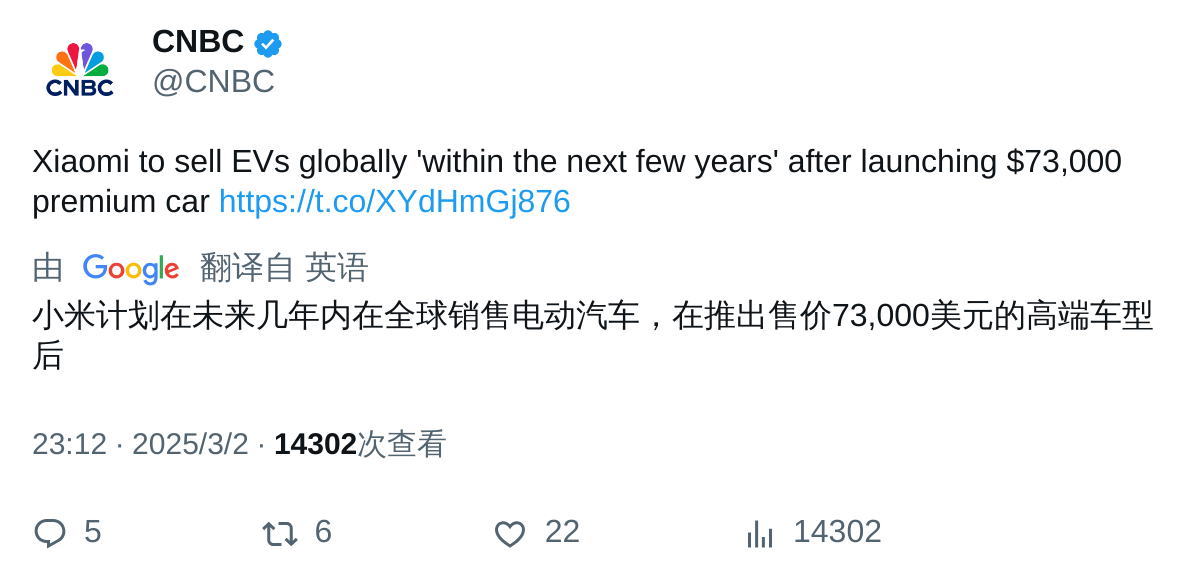 CNBC
CNBC
@CNBC
Xiaomi to sell EVs globally 'within the next few years' after launching $73,000
premium car https://t.co/XYdHmGj876
由 Google 翻译自 英语
小米计划在未来几年内在全球销售电动汽车，在推出售价73,000美元的高端车型
后
23:12 · 2025/3/2 · 14302次查看
5 6 22 14302